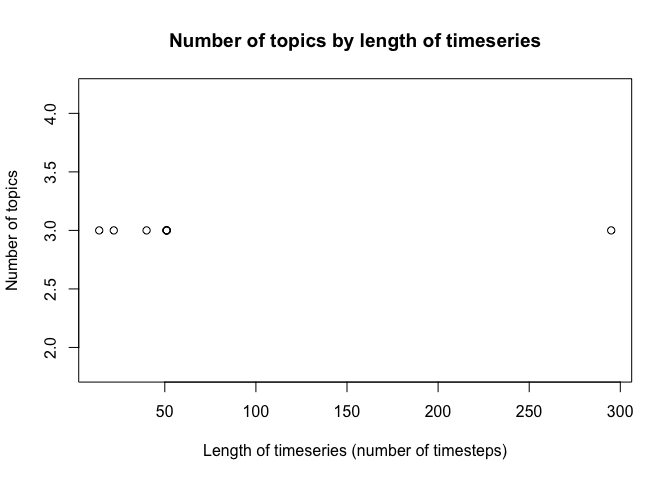 Number of topics by length of timeseries
Number of topics
4.0
3.5
3.0
2.5
2.0
50 100 150 200 250 300
Length of timeseries (number of timesteps)